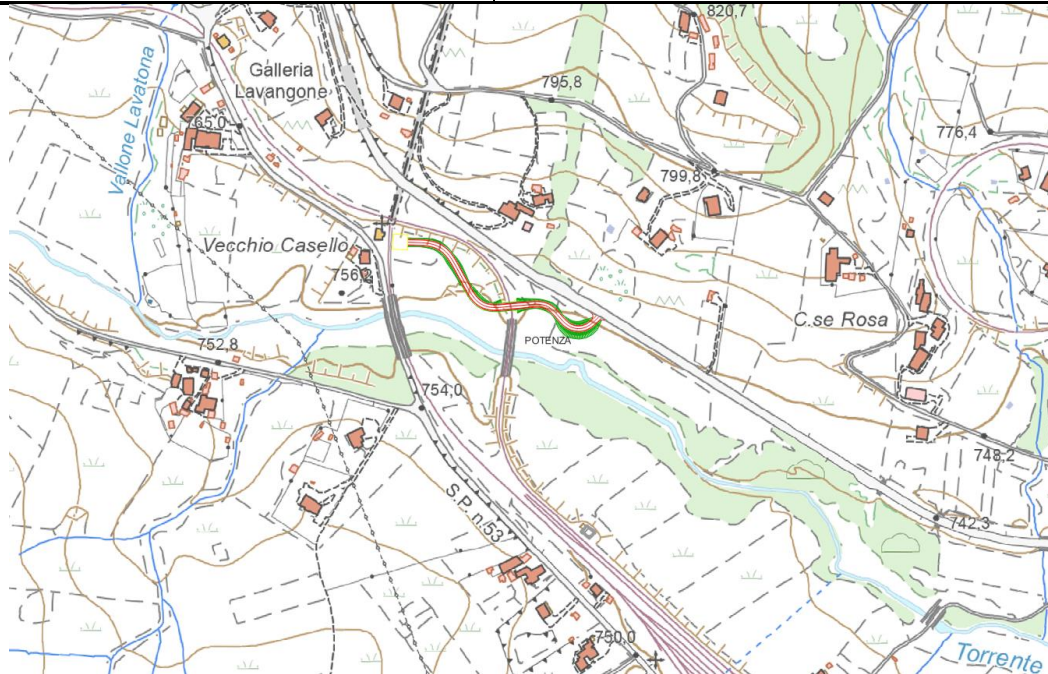 820,7
Vallone Lavatona
Galleria
Lavangone
795,8
765,0
776,4
799,8
Vecchio Casello
756,2
C.se Rosa
POTENZA
752,8
754,0
748,2
S.P.n.53
742,3
750,0
Torrente